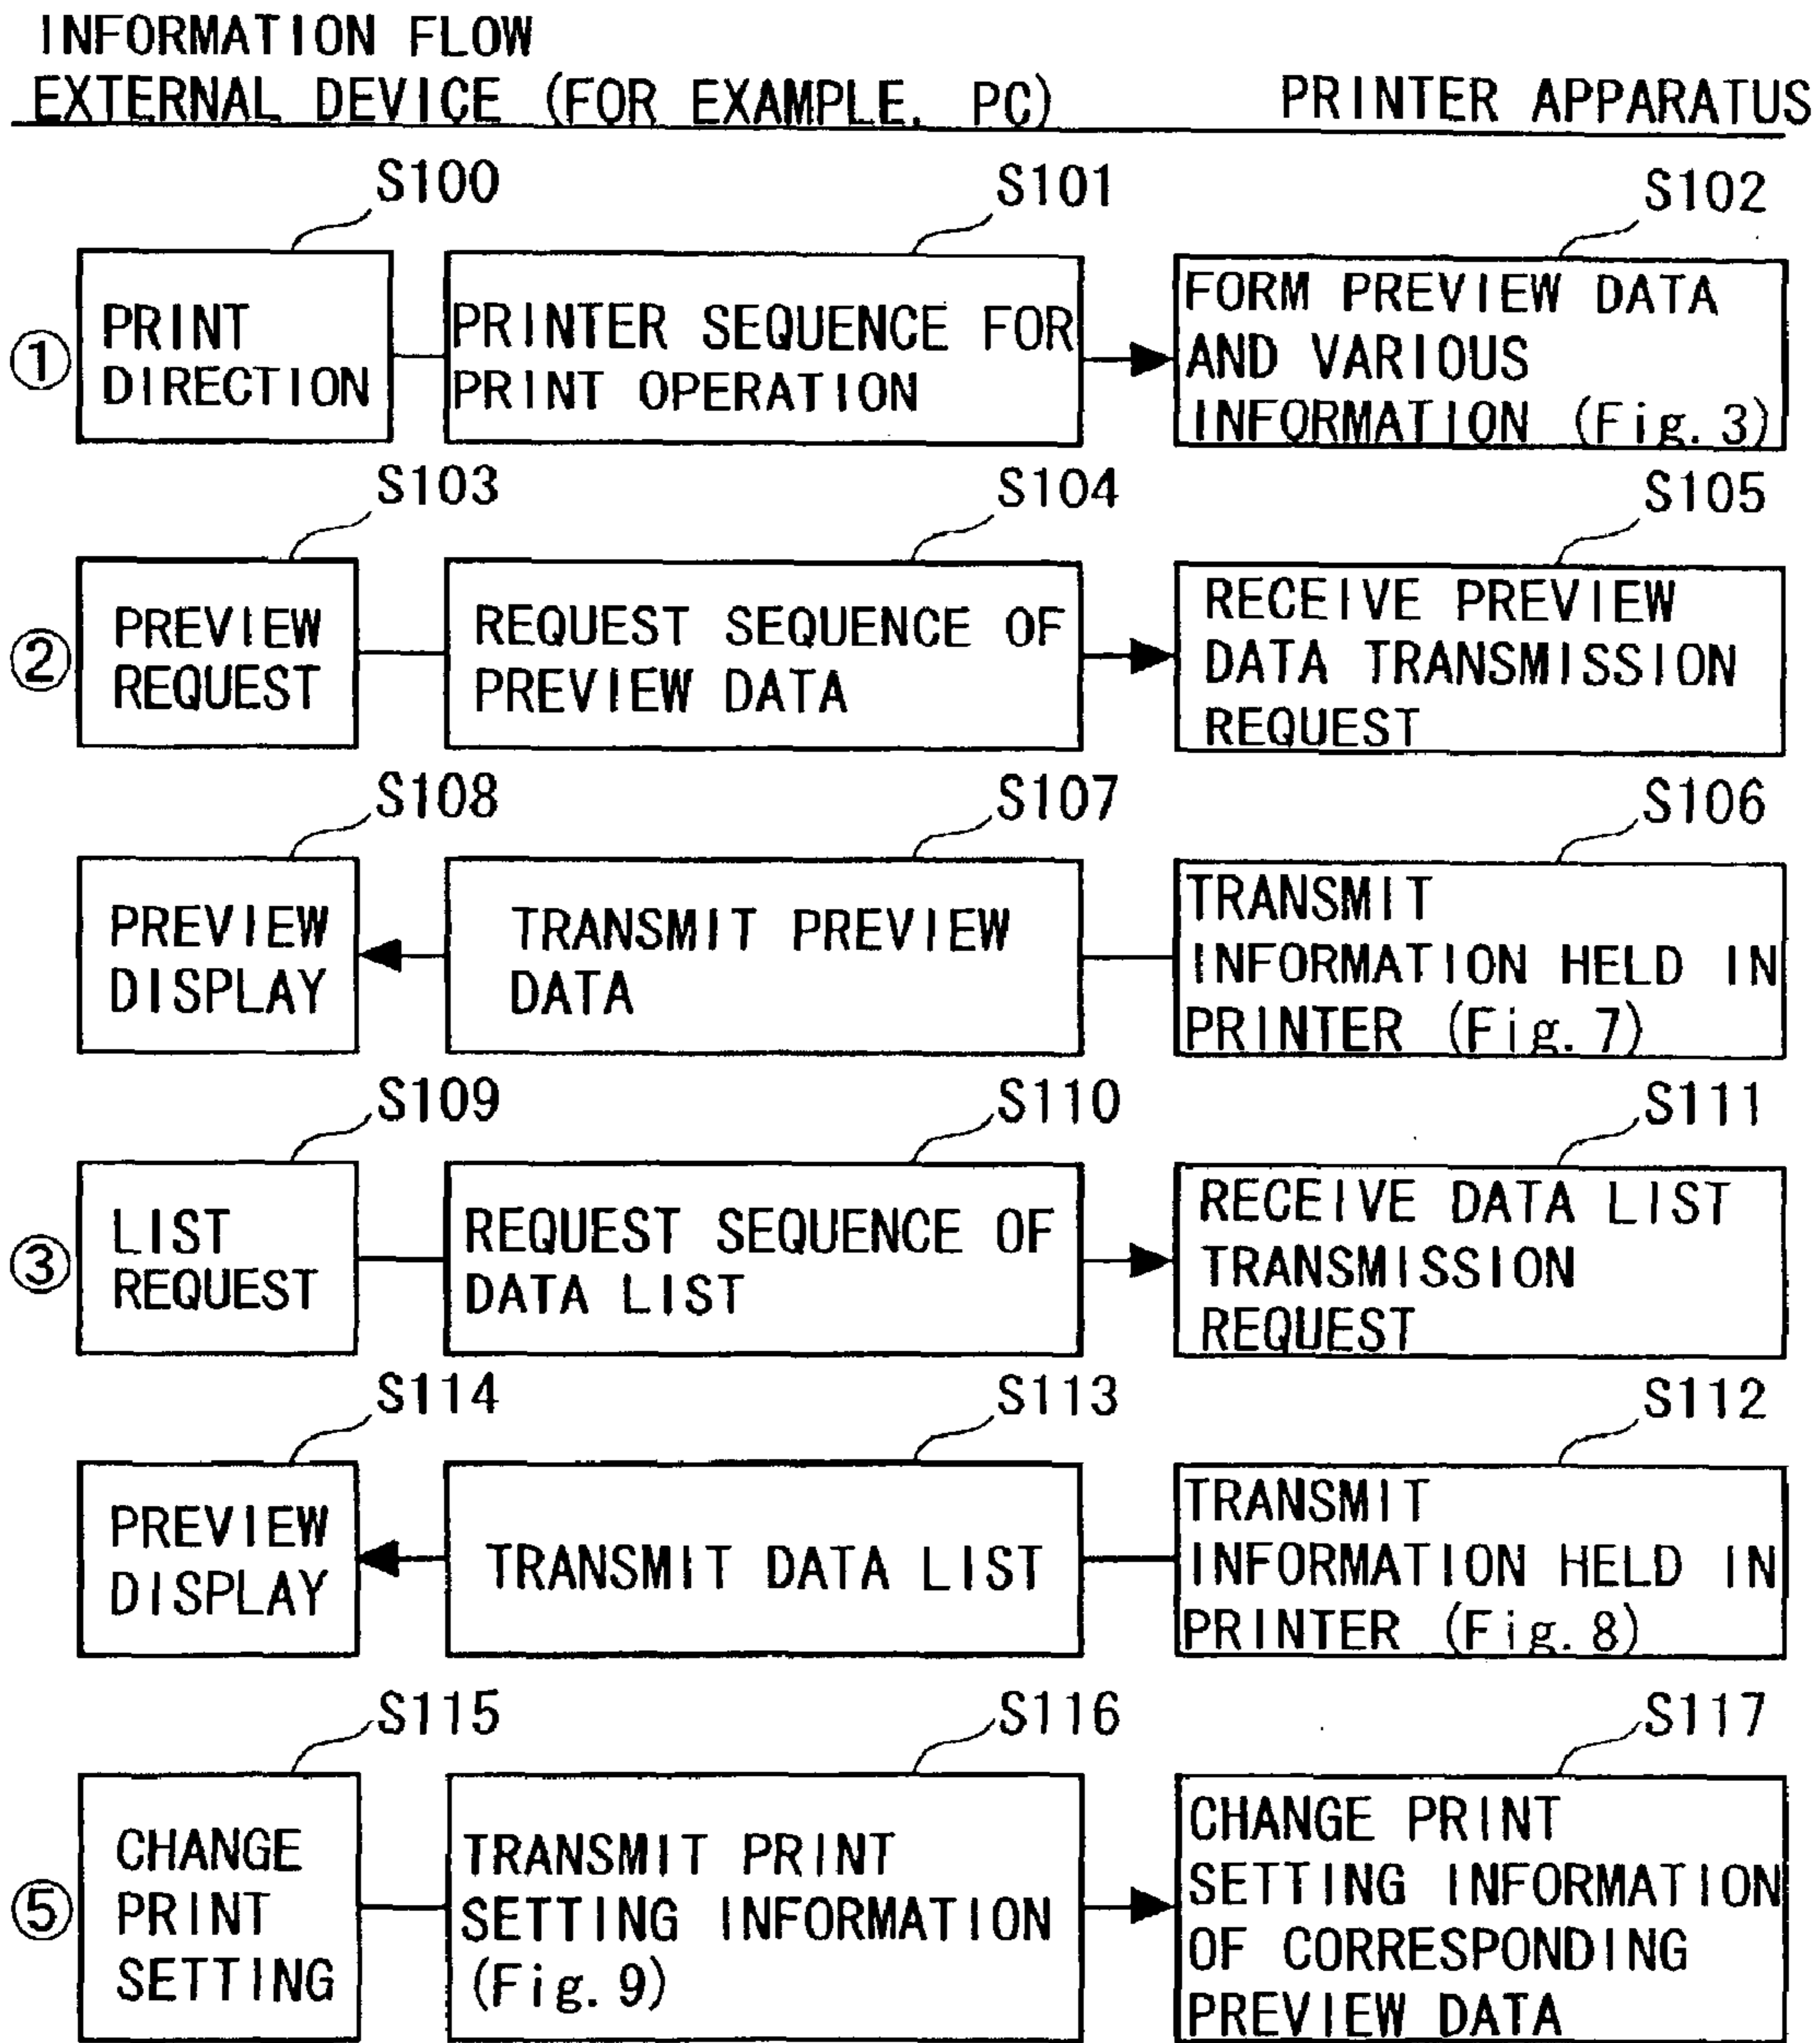 INFORMATION FLOW
EXTERNAL DEVICE (FOR EXAMPLE. PC) PRINTER APPARATUS
S100 S101 S102
①
PRINT
DIRECTION
PRINTER SEQUENCE FOR
PRINT OPERATION
FORM PREVIEW DATA
AND VARIOUS
INFORMATION (Fig. 3)
S103 S104 S105
②
PREVIEW
REQUEST
REQUEST SEQUENCE OF
PREVIEW DATA
RECEIVE PREVIEW
DATA TRANSMISSION
REQUEST
S108 S107 S106
PREVIEW
DISPLAY
TRANSMIT PREVIEW
DATA
TRANSMIT
INFORMATION HELD IN
PRINTER (Fig. 7)
S109 S110 S111
③
LIST
REQUEST
REQUEST SEQUENCE OF
DATA LIST
RECEIVE DATA LIST
TRANSMISSION
REQUEST
S114 S113 S112
PREVIEW
DISPLAY
TRANSMIT DATA LIST
TRANSMIT
INFORMATION HELD IN
PRINTER (Fig. 8)
S115 S116 S117
⑤
CHANGE
PRINT
SETTING
TRANSMIT PRINT
SETTING INFORMATION
(Fig. 9)
CHANGE PRINT
SETTING INFORMATION
OF CORRESPONDING
PREVIEW DATA